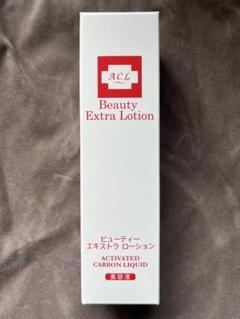 ACL
Beauty
Extra Lotion
ビューティー
エキストラ ローション
ACTIVATED
CARBON LIQUID
美容液